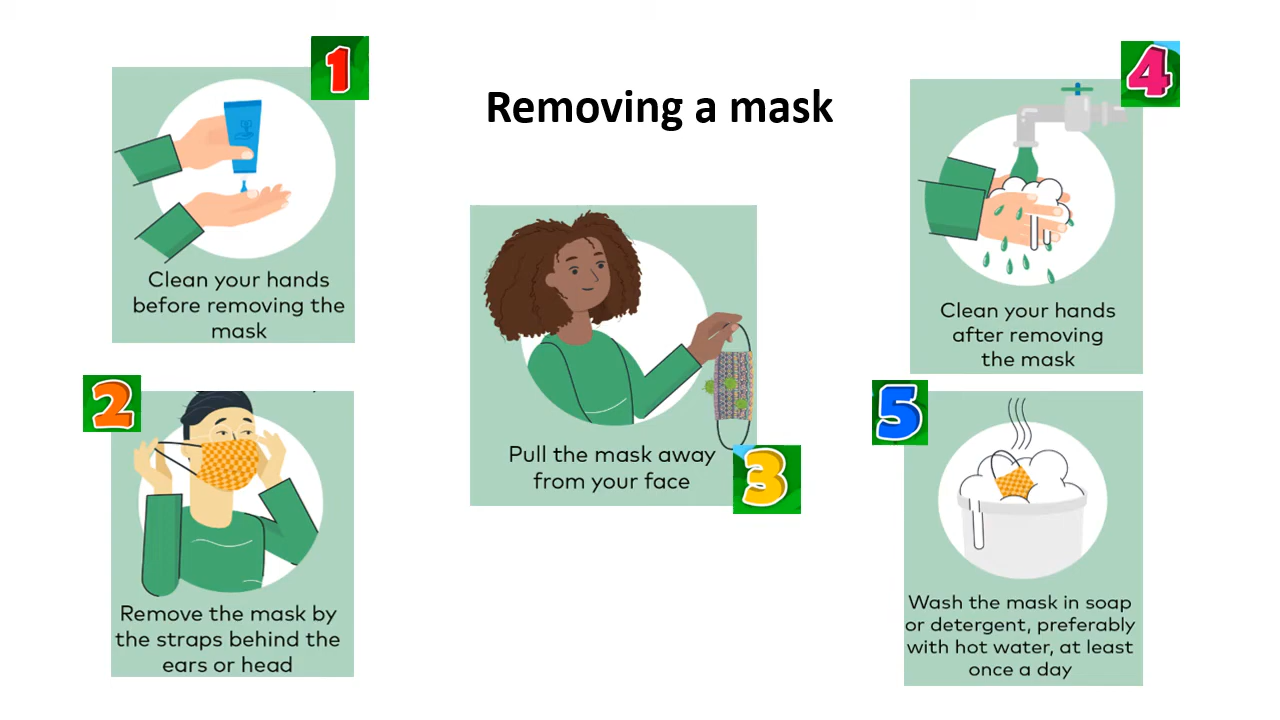 Removing a mask
1
Clean your hands
before removing the
mask
2
Remove the mask by
the straps behind the
ears or head
3
Pull the mask away
from your face
4
Clean your hands
after removing
the mask
5
Wash the mask in soap
or detergent, preferably
with hot water, at least
once a day